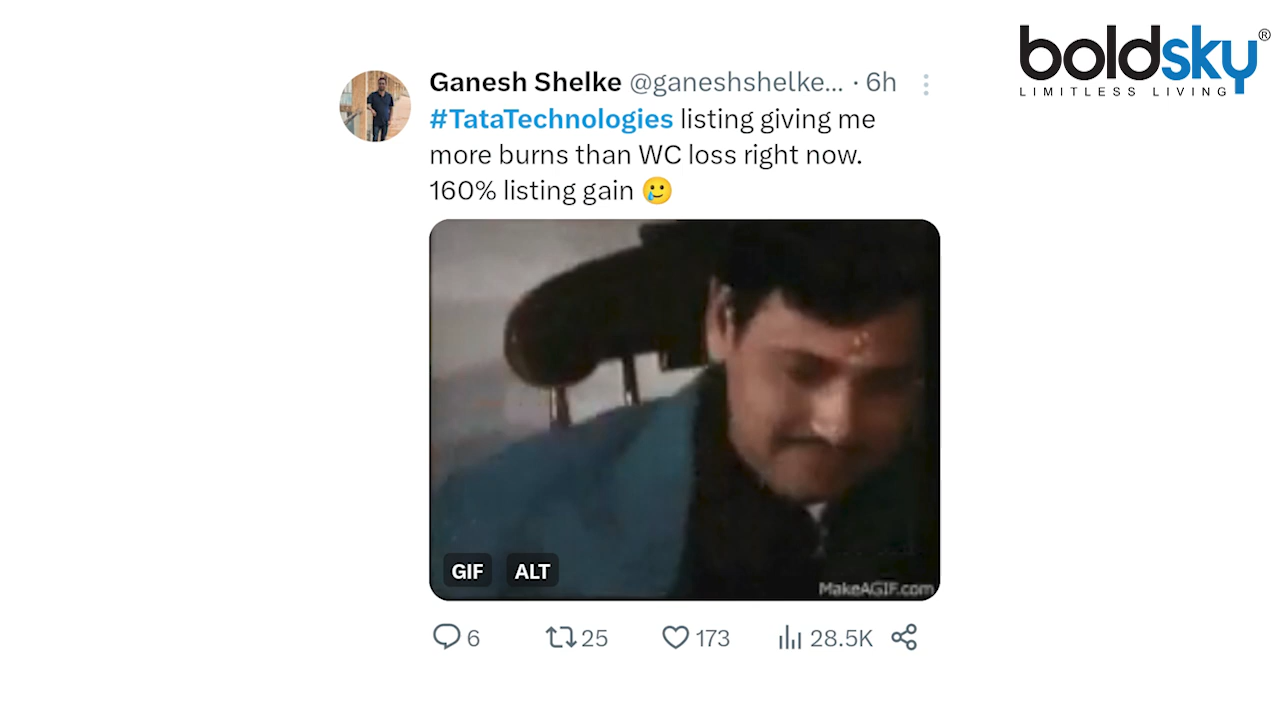 boldsky®
LIMITLESS LIVING
Ganesh Shelke @ganeshshelke... · 6h
#TataTechnologies listing giving me
more burns than WC loss right now.
160% listing gain 🥲
GIF ALT
MakeAGIF.com
6 25 173 28.5K